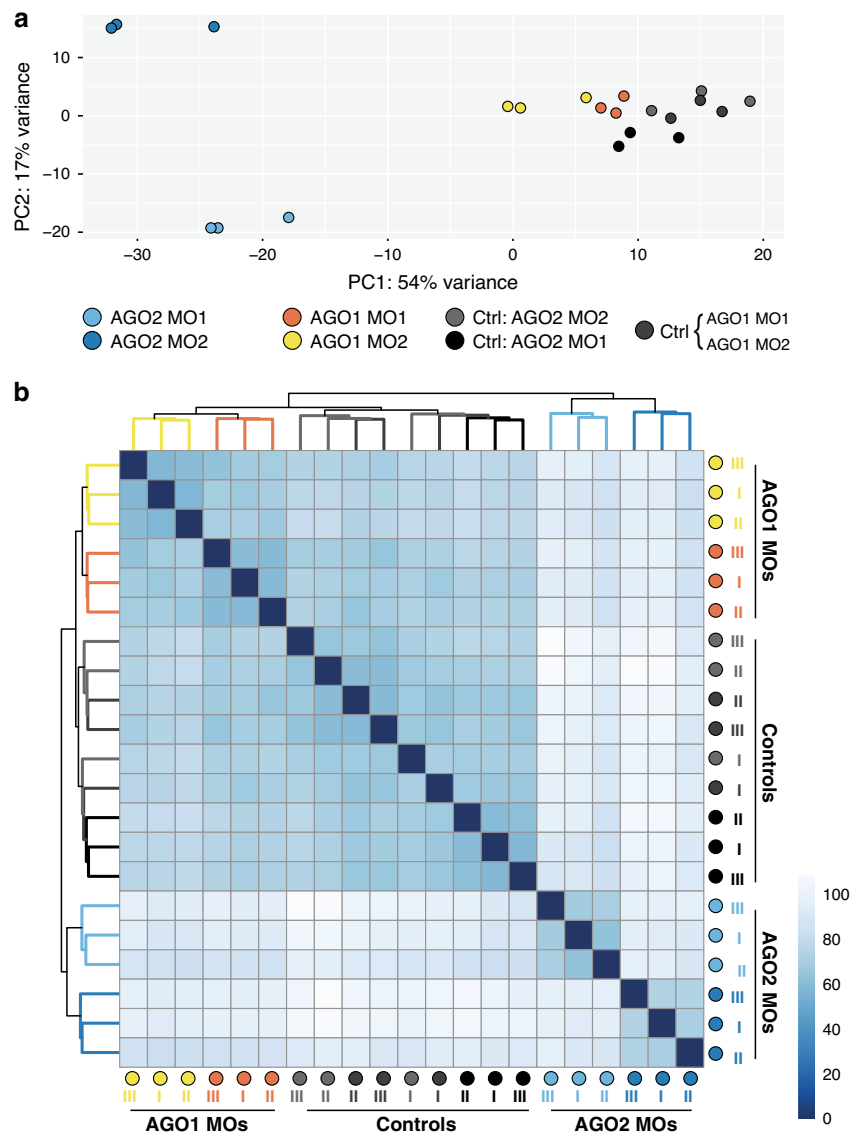 a
10
0
−10
−20
PC2: 17% variance
−30
−20
−10
0
10
20
PC1: 54% variance
AGO2 MO1
AGO2 MO2
AGO1 MO1
AGO1 MO2
Ctrl: AGO2 MO2
Ctrl: AGO2 MO1
Ctrl { AGO1 MO1
AGO1 MO2
b
III
I
II
III
I
II
AGO1 MOs
III
II
II
III
I
I
II
I
III
Controls
III
I
II
III
I
II
AGO2 MOs
100
80
60
40
20
0
III I II III I II III II II III I I II I III III I II III I II
AGO1 MOs Controls AGO2 MOs